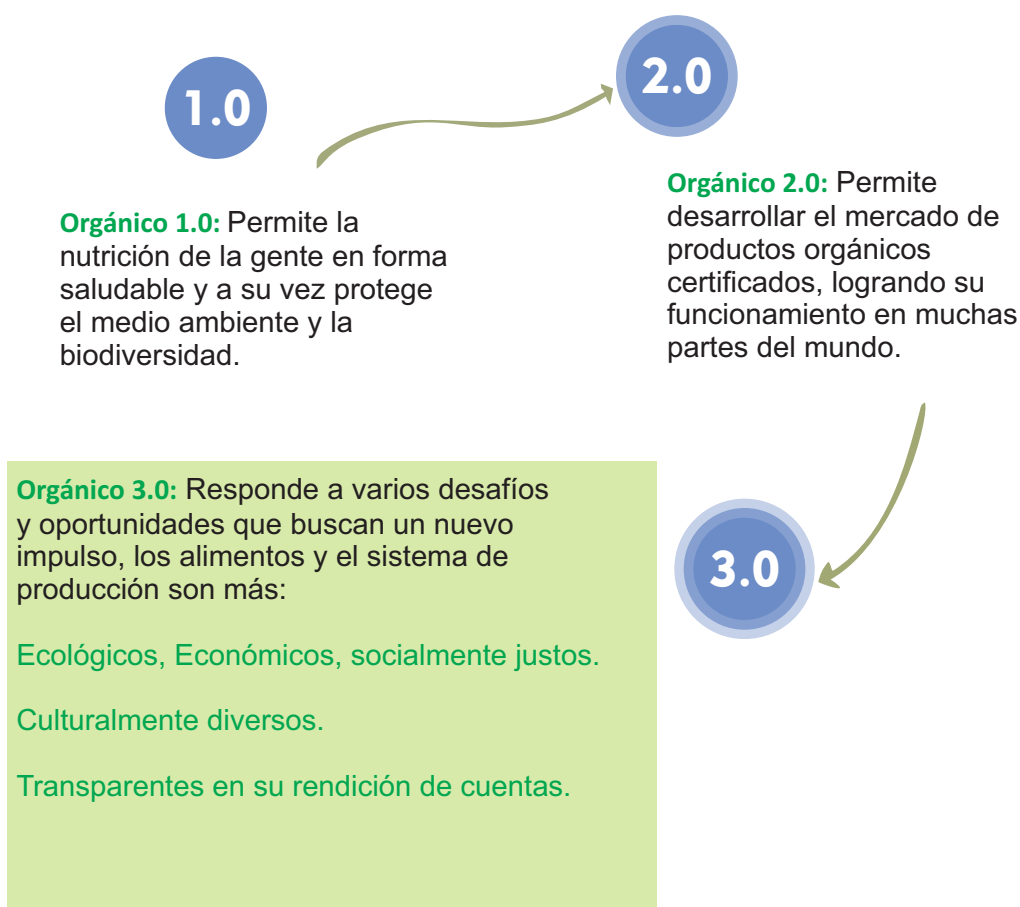 1.0
2.0
Orgánico 1.0: Permite la
nutrición de la gente en forma
saludable y a su vez protege
el medio ambiente y la
biodiversidad.
Orgánico 2.0: Permite
desarrollar el mercado de
productos orgánicos
certificados, logrando su
funcionamiento en muchas
partes del mundo.
Orgánico 3.0: Responde a varios desafíos
y oportunidades que buscan un nuevo
impulso, los alimentos y el sistema de
producción son más:
Ecológicos, Económicos, socialmente justos.
Culturalmente diversos.
Transparentes en su rendición de cuentas.
3.0